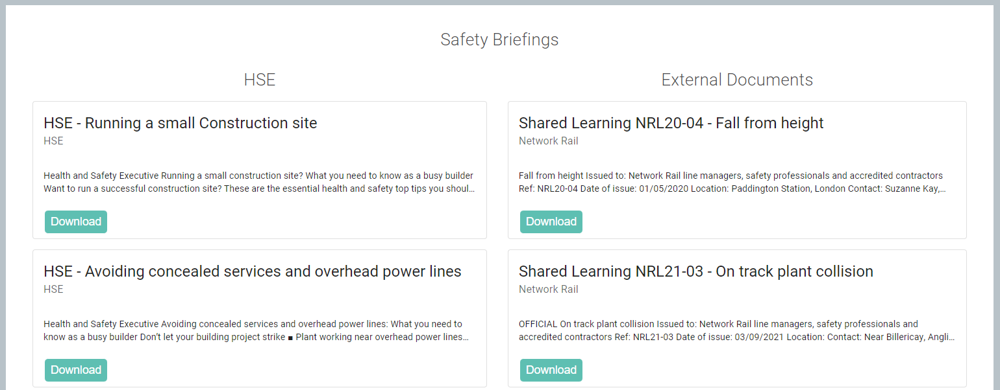 Safety Briefings
HSE
HSE - Running a small Construction site
HSE
Health and Safety Executive Running a small construction site? What you need to know as a busy builder
Want to run a successful construction site? These are the essential health and safety top tips you shoul...
Download
HSE - Avoiding concealed services and overhead power lines
HSE
Health and Safety Executive Avoiding concealed services and overhead power lines: What you need to
know as a busy builder Don't let your building project strike ■ Plant working near overhead power lines...
Download
External Documents
Shared Learning NRL20-04 - Fall from height
Network Rail
Fall from height Issued to: Network Rail line managers, safety professionals and accredited contractors
Ref: NRL20-04 Date of issue: 01/05/2020 Location: Paddington Station, London Contact: Suzanne Kay,...
Download
Shared Learning NRL21-03 - On track plant collision
Network Rail
OFFICIAL On track plant collision Issued to: Network Rail line managers, safety professionals and
accredited contractors Ref: NRL21-03 Date of issue: 03/09/2021 Location: Contact: Near Billericay, Angli...
Download